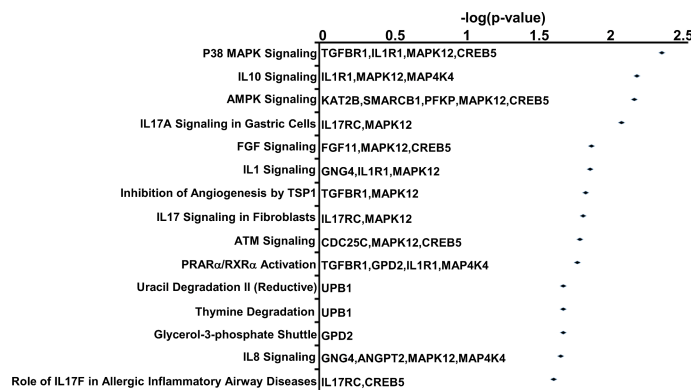 -log(p-value)
0 0.5 1 1.5 2 2.5
P38 MAPK Signaling TGFBR1,IL1R1,MAPK12,CREB5
IL10 Signaling IL1R1,MAPK12,MAP4K4
AMPK Signaling KAT2B,SMARCB1,PFKP,MAPK12,CREB5
IL17A Signaling in Gastric Cells IL17RC,MAPK12
FGF Signaling FGF11,MAPK12,CREB5
IL1 Signaling GNG4,IL1R1,MAPK12
Inhibition of Angiogenesis by TSP1 TGFBR1,MAPK12
IL17 Signaling in Fibroblasts IL17RC,MAPK12
ATM Signaling CDC25C,MAPK12,CREB5
PRARα/RXRα Activation TGFBR1,GPD2,IL1R1,MAP4K4
Uracil Degradation II (Reductive) UPB1
Thymine Degradation UPB1
Glycerol-3-phosphate Shuttle GPD2
IL8 Signaling GNG4,ANGPT2,MAPK12,MAP4K4
Role of IL17F in Allergic Inflammatory Airway Diseases IL17RC,CREB5